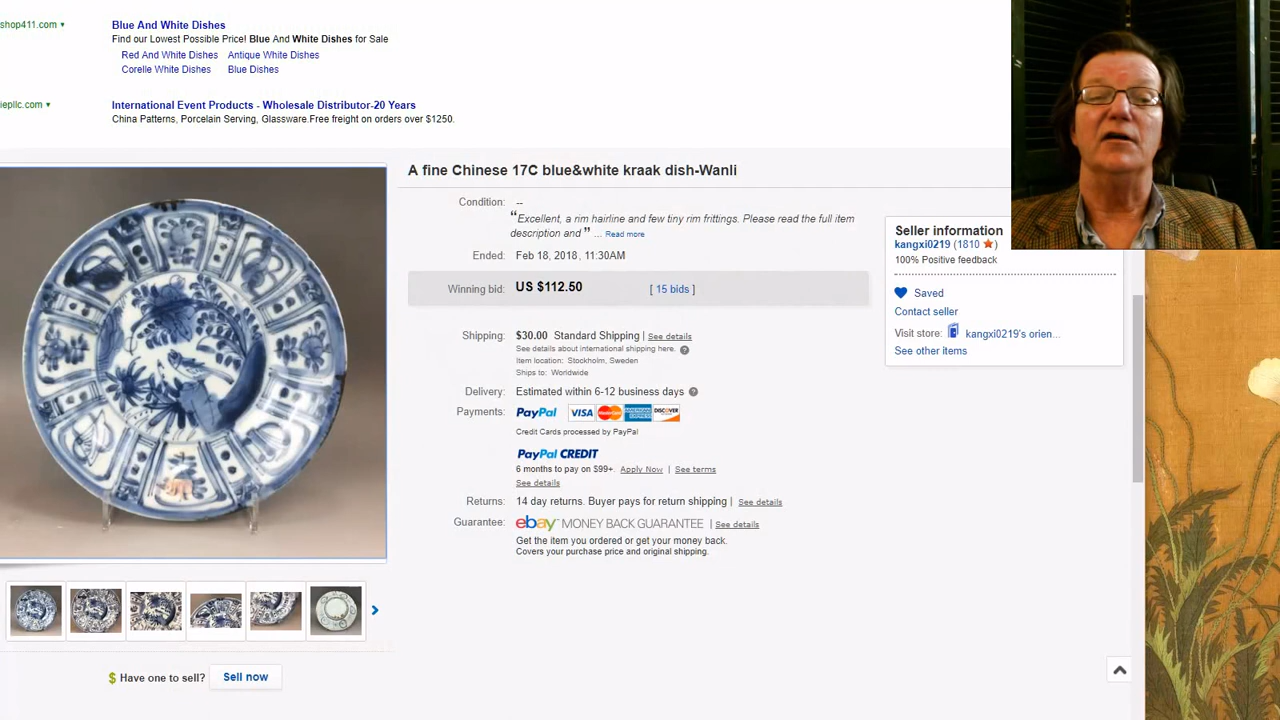 shop411.com
Blue And White Dishes
Find our Lowest Possible Price! Blue And White Dishes for Sale
Red And White Dishes Antique White Dishes
Corelle White Dishes Blue Dishes
iepllc.com
International Event Products - Wholesale Distributor-20 Years
China Patterns, Porcelain Serving, Glassware.Free freight on orders over $1250.
A fine Chinese 17C blue&white kraak dish-Wanli
Condition: --
“Excellent, a rim hairline and few tiny rim frittings. Please read the full item
description and ” ... Read more
Ended: Feb 18, 2018 , 11:30AM
Winning bid: US $112.50 [ 15 bids ]
Shipping: $30.00 Standard Shipping | See details
See details about international shipping here. ?
Item location: Stockholm, Sweden
Ships to: Worldwide
Delivery: Estimated within 6-12 business days ?
Payments: PayPal VISA MasterCard AMERICAN EXPRESS DISCOVER
Credit Cards processed by PayPal
PayPal CREDIT
6 months to pay on $99+. Apply Now | See terms
See details
Returns: 14 day returns. Buyer pays for return shipping | See details
Guarantee: ebay MONEY BACK GUARANTEE | See details
Get the item you ordered or get your money back.
Covers your purchase price and original shipping.
Seller information
kangxi0219 (1810 )
100% Positive feedback
Saved
Contact seller
Visit store: kangxi0219's orien...
See other items
$ Have one to sell? Sell now